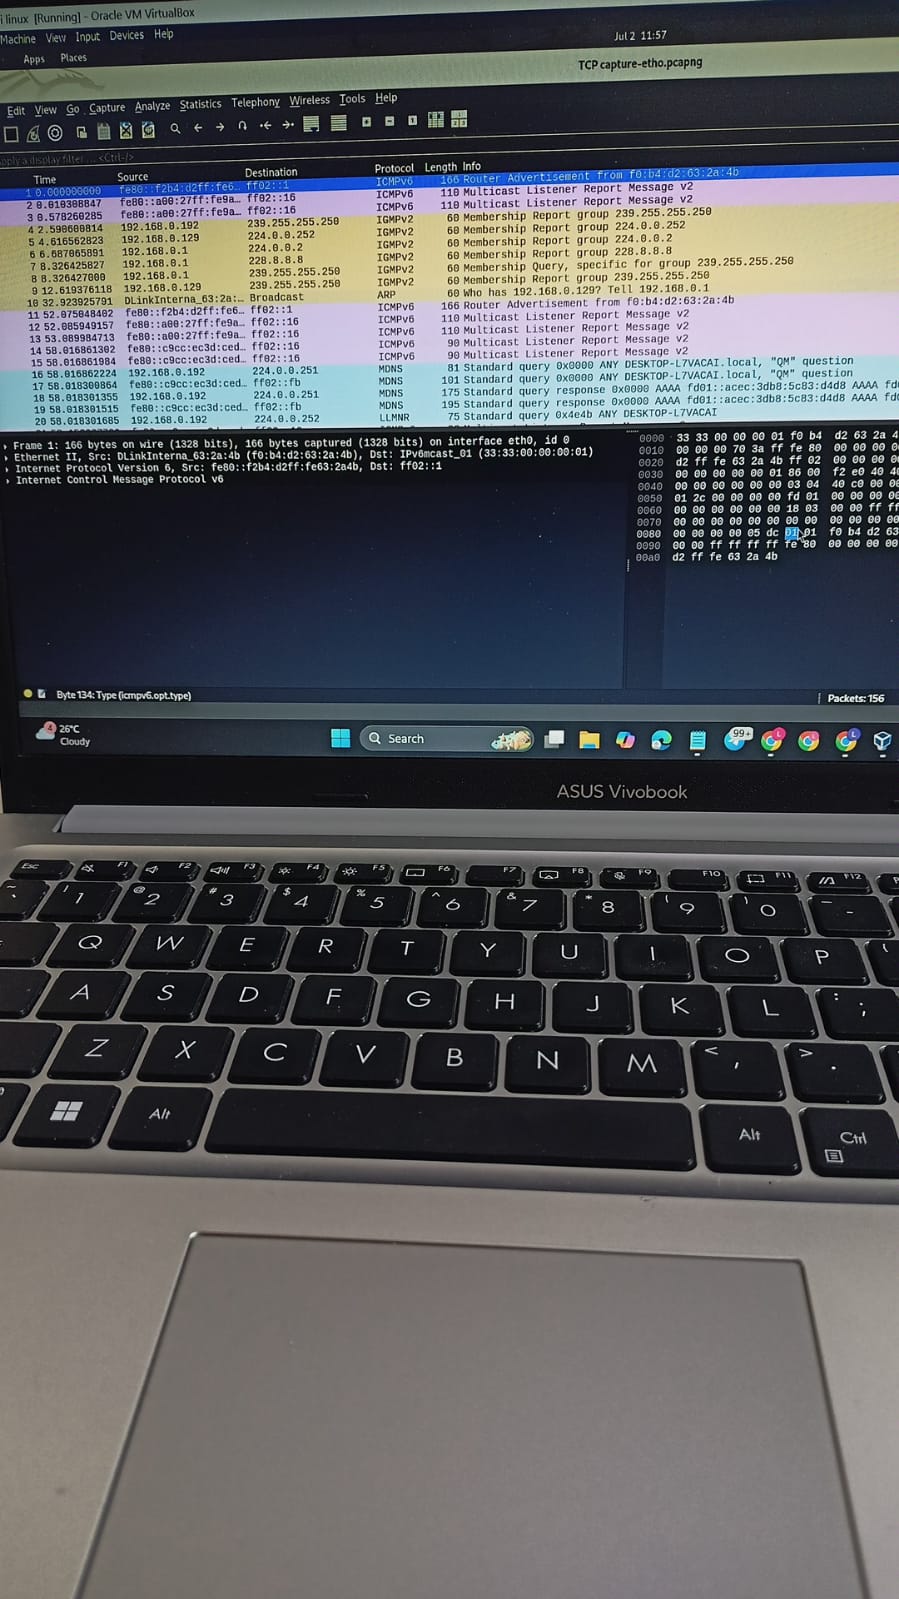 i linux [Running] - Oracle VM VirtualBox
Machine View Input Devices Help
Jul 2 11:57
Apps Places
TCP capture-etho.pcapng
Edit View Go Capture Analyze Statistics Telephony Wireless Tools Help
Apply a display filter ... <Ctrl-/>
Time Source Destination Protocol Length Info
1 0.000000000 fe80::f2b4:d2ff:fe6… ff02::1 ICMPv6 166 Router Advertisement from f0:b4:d2:63:2a:4b
2 0.010308847 fe80::a00:27ff:fe9a… ff02::16 ICMPv6 110 Multicast Listener Report Message v2
3 0.578260285 fe80::a00:27ff:fe9a… ff02::16 ICMPv6 110 Multicast Listener Report Message v2
4 2.590600814 192.168.0.192 239.255.255.250 IGMPv2 60 Membership Report group 239.255.255.250
5 4.616562823 192.168.0.129 224.0.0.252 IGMPv2 60 Membership Report group 224.0.0.252
6 6.687065891 192.168.0.1 224.0.0.2 IGMPv2 60 Membership Report group 224.0.0.2
7 8.326425827 192.168.0.1 228.8.8.8 IGMPv2 60 Membership Report group 228.8.8.8
8 8.326427000 192.168.0.1 239.255.255.250 IGMPv2 60 Membership Query, specific for group 239.255.255.250
9 12.619376118 192.168.0.192 239.255.255.250 IGMPv2 60 Membership Report group 239.255.255.250
10 32.923925791 DLinkInterna_63:2a:… Broadcast ARP 60 Who has 192.168.0.129? Tell 192.168.0.1
11 52.075048402 fe80::f2b4:d2ff:fe6… ff02::1 ICMPv6 166 Router Advertisement from f0:b4:d2:63:2a:4b
12 52.085949157 fe80::a00:27ff:fe9a… ff02::16 ICMPv6 110 Multicast Listener Report Message v2
13 53.089984713 fe80::a00:27ff:fe9a… ff02::16 ICMPv6 110 Multicast Listener Report Message v2
14 58.016861302 fe80::c9cc:ec3d:ced… ff02::16 ICMPv6 90 Multicast Listener Report Message v2
15 58.016861984 fe80::c9cc:ec3d:ced… ff02::16 ICMPv6 90 Multicast Listener Report Message v2
16 58.016862224 192.168.0.192 224.0.0.251 MDNS 81 Standard query 0x0000 ANY DESKTOP-L7VACAI.local, "QM" question
17 58.018300864 fe80::c9cc:ec3d:ced… ff02::fb MDNS 101 Standard query 0x0000 ANY DESKTOP-L7VACAI.local, "QM" question
18 58.018301355 192.168.0.192 224.0.0.251 MDNS 175 Standard query response 0x0000 AAAA fd01::acec:3db8:5c83:d4d8 AAAA fd
19 58.018301515 fe80::c9cc:ec3d:ced… ff02::fb MDNS 195 Standard query response 0x0000 AAAA fd01::acec:3db8:5c83:d4d8 AAAA fd
20 58.018301685 192.168.0.192 224.0.0.252 LLMNR 75 Standard query 0x4e4b ANY DESKTOP-L7VACAI
Frame 1: 166 bytes on wire (1328 bits), 166 bytes captured (1328 bits) on interface eth0, id 0
Ethernet II, Src: DLinkInterna_63:2a:4b (f0:b4:d2:63:2a:4b), Dst: IPv6mcast_01 (33:33:00:00:00:01)
Internet Protocol Version 6, Src: fe80::f2b4:d2ff:fe63:2a4b, Dst: ff02::1
Internet Control Message Protocol v6
0000 33 33 00 00 00 01 f0 b4 d2 63 2a 4
0010 00 00 00 70 3a ff fe 80 00 00 00 0
0020 d2 ff fe 63 2a 4b ff 02 00 00 00 0
0030 00 00 00 00 00 01 86 00 f2 e0 40 4
0040 00 00 00 00 00 00 03 04 40 c0 00 0
0050 01 2c 00 00 00 00 fd 01 00 00 00 0
0060 00 00 00 00 00 00 18 03 00 00 ff f
0070 00 00 00 00 00 00 00 00 00 00 00 0
0080 00 00 00 00 05 dc 01 01 f0 b4 d2 63
0090 00 00 ff ff ff ff fe 80 00 00 00 00
00a0 d2 ff fe 63 2a 4b
Byte 134: Type (icmpv6.opt.type)
Packets: 156
4
26°C
Cloudy
Search
99+
L
L
ASUS Vivobook
Esc F1 F2 F3 F4 F5 F6 F7 F8 F9 F10 F11 F12
~ ! 1 @ 2 # 3 $ 4 % 5 ^ 6 & 7 * 8 ( 9 ) 0 _ -
Q W E R T Y U I O P
A S D F G H J K L : ;
Z X C V B N M < , > .
Alt Alt Ctrl